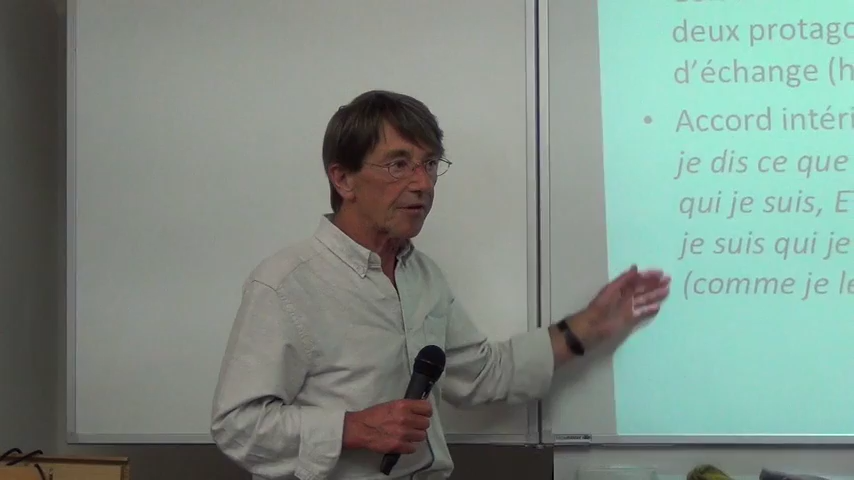 deux protago
d'échange (h
• Accord intéri
je dis ce que
qui je suis, E
je suis qui je
(comme je le